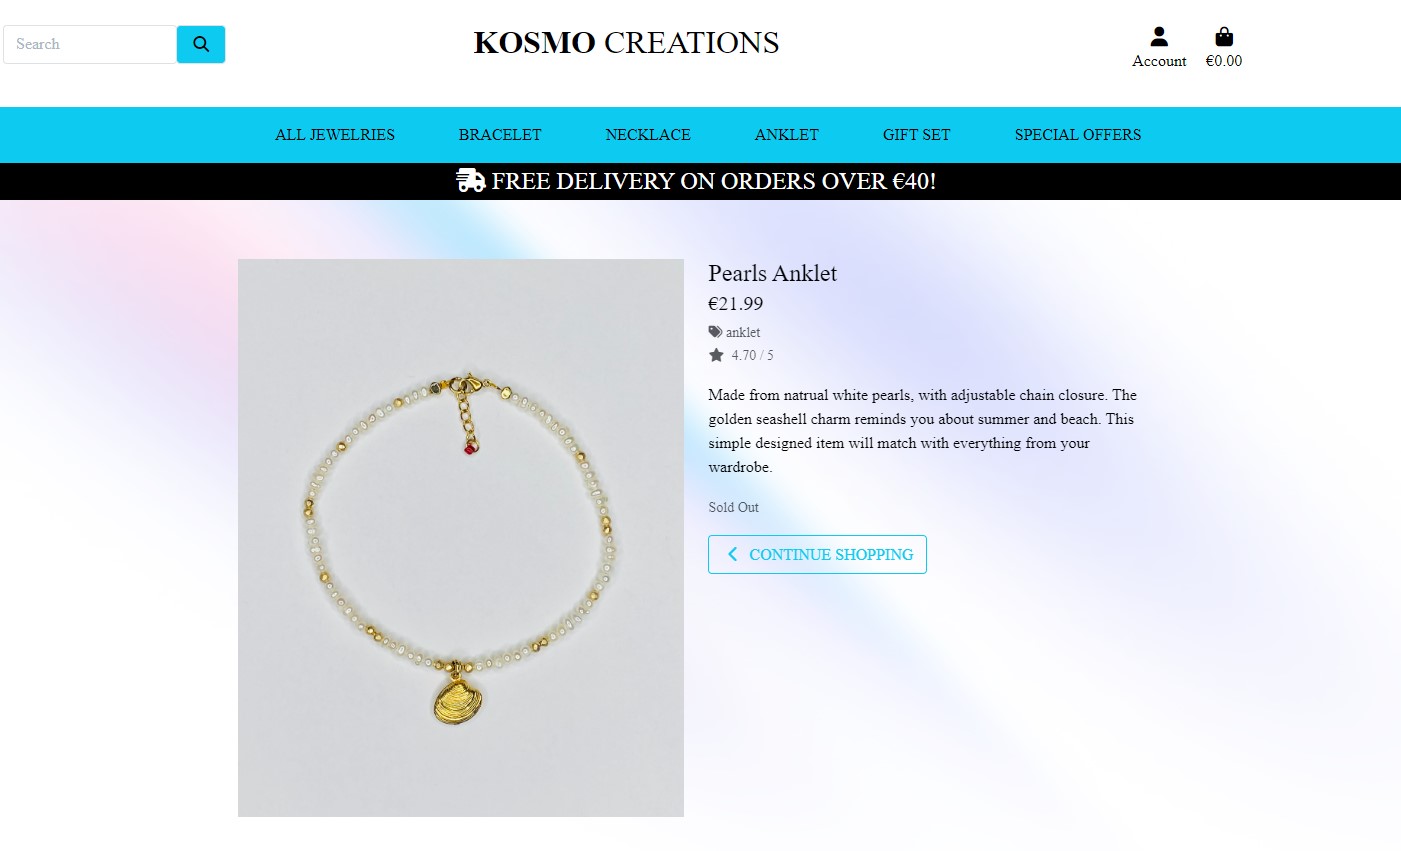 Search
KOSMO CREATIONS
Account
€0.00
ALL JEWELRIES
BRACELET
NECKLACE
ANKLET
GIFT SET
SPECIAL OFFERS
FREE DELIVERY ON ORDERS OVER €40!
Pearls Anklet
€21.99
anklet
4.70 / 5
Made from natrual white pearls, with adjustable chain closure. The
golden seashell charm reminds you about summer and beach. This
simple designed item will match with everything from your
wardrobe.
Sold Out
CONTINUE SHOPPING